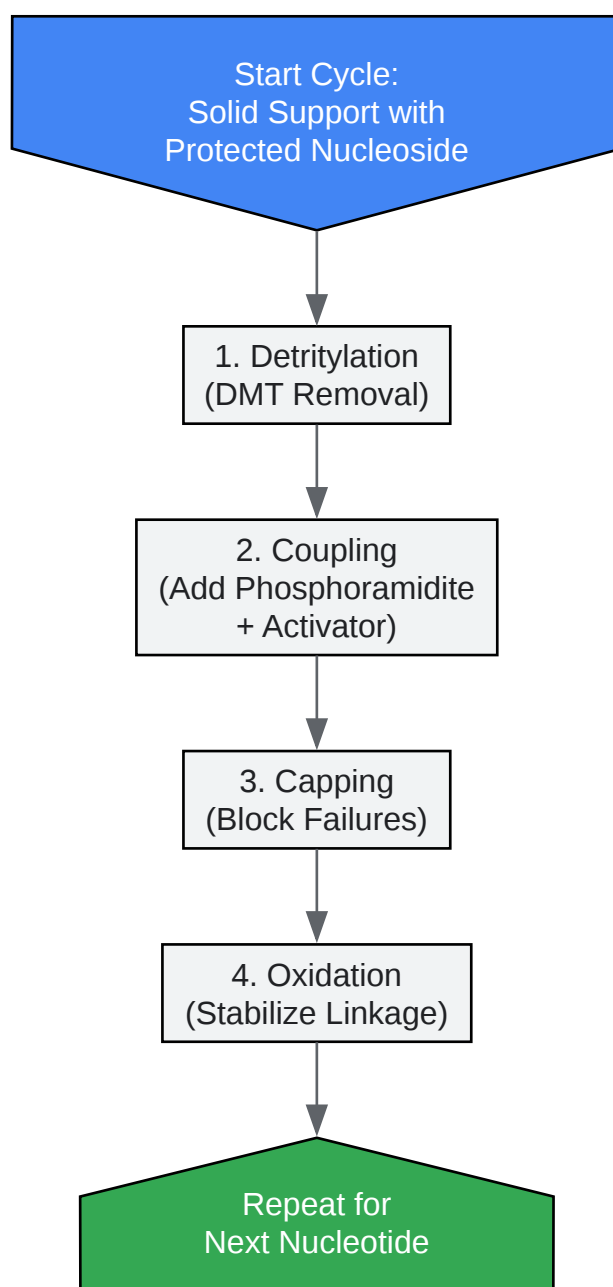 Start Cycle:
Solid Support with
Protected Nucleoside
1. Detritylation
(DMT Removal)
2. Coupling
(Add Phosphoramidite
+ Activator)
3. Capping
(Block Failures)
4. Oxidation
(Stabilize Linkage)
Repeat for
Next Nucleotide